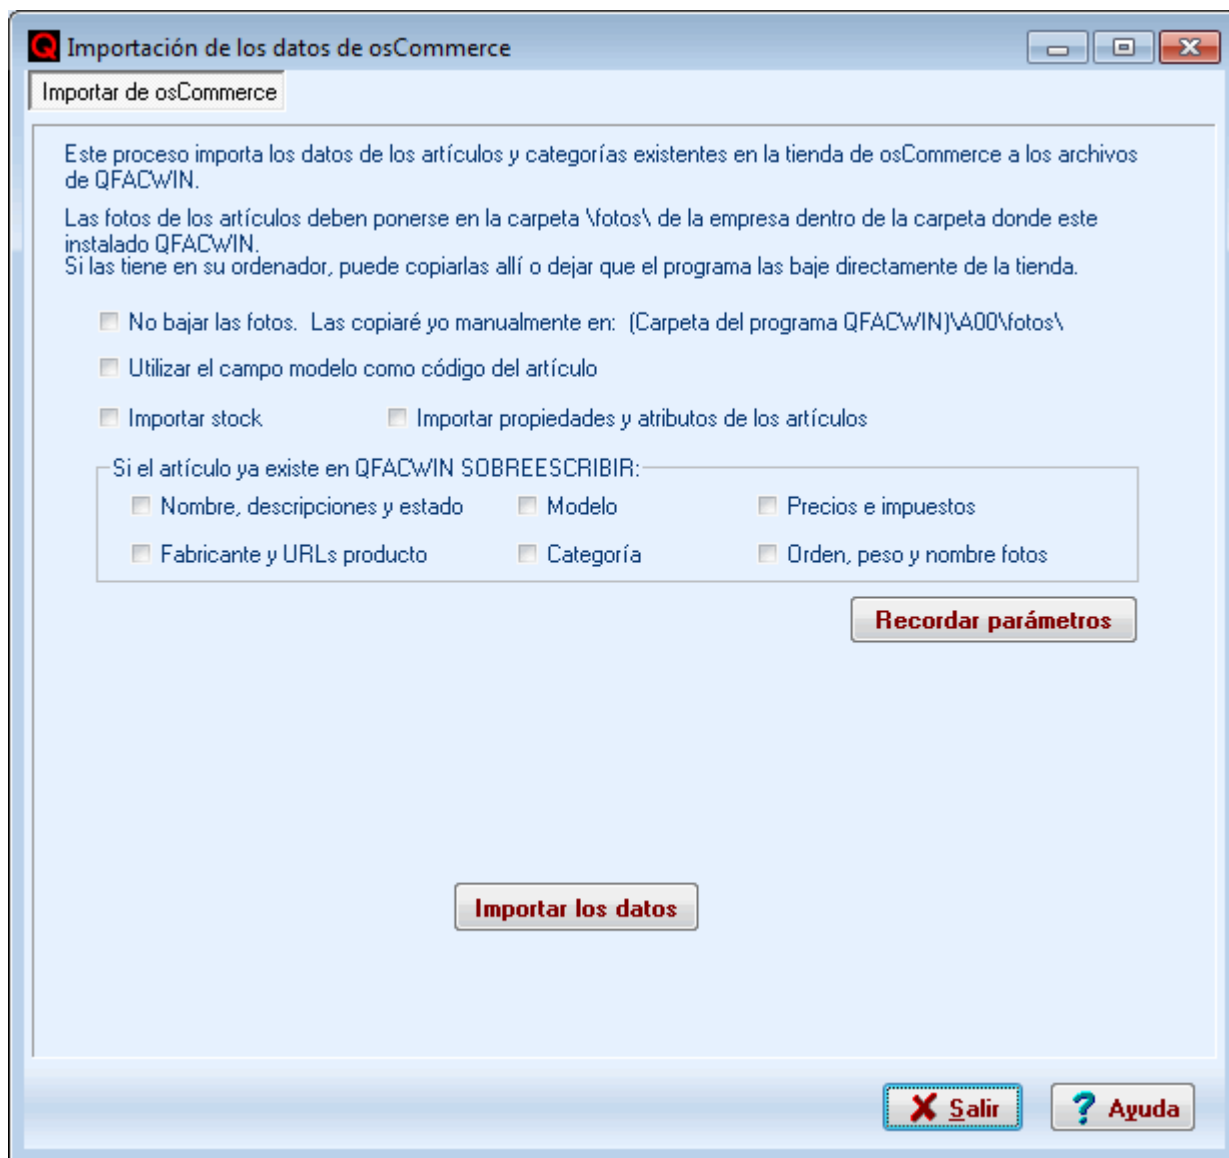 Importación de los datos de osCommerce
Importar de osCommerce
Este proceso importa los datos de los artículos y categorías existentes en la tienda de osCommerce a los archivos
de QFACWIN.
Las fotos de los artículos deben ponerse en la carpeta \fotos\ de la empresa dentro de la carpeta donde este
instalado QFACWIN.
Si las tiene en su ordenador, puede copiarlas allí o dejar que el programa las baje directamente de la tienda.
No bajar las fotos. Las copiaré yo manualmente en: (Carpeta del programa QFACWIN)\A00\fotos\
Utilizar el campo modelo como código del artículo
Importar stock Importar propiedades y atributos de los artículos
Si el artículo ya existe en QFACWIN SOBREESCRIBIR:
Nombre, descripciones y estado Modelo Precios e impuestos
Fabricante y URLs producto Categoría Orden, peso y nombre fotos
Recordar parámetros
Importar los datos
Salir ? Ayuda